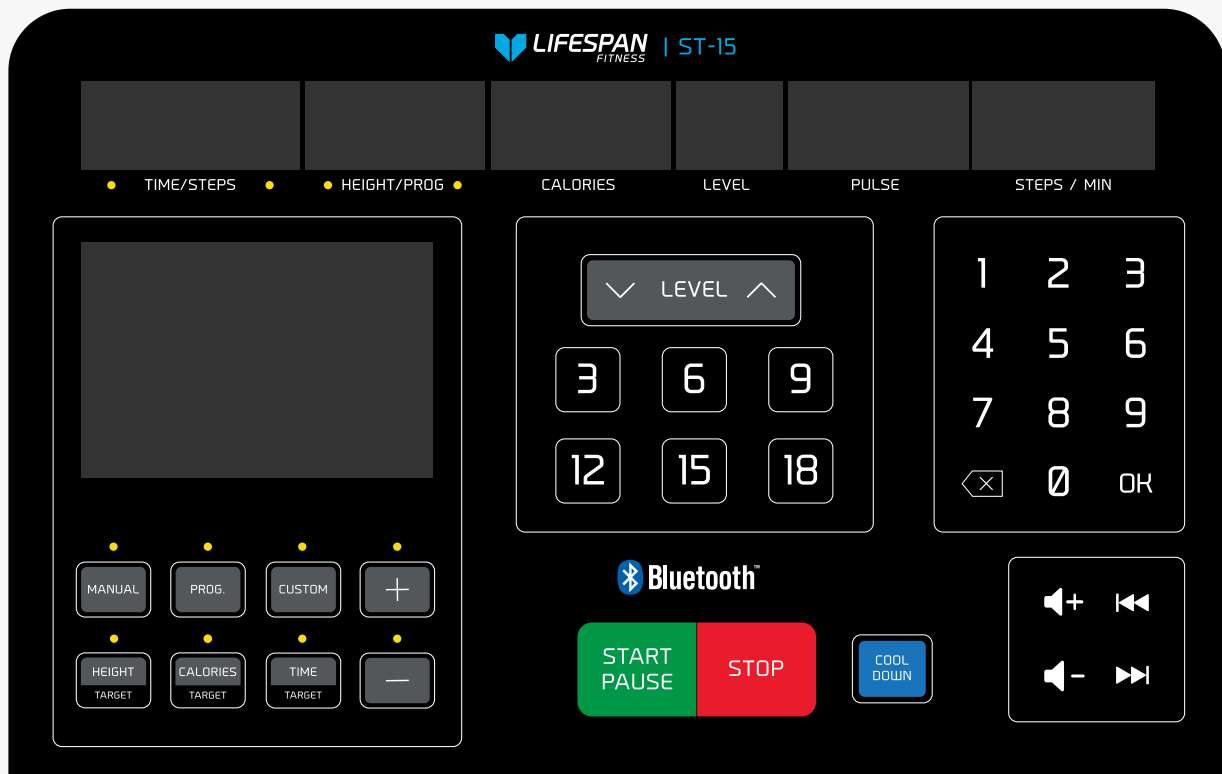 LIFESPAN FITNESS | ST-15
TIME/STEPS HEIGHT/PROG CALORIES LEVEL PULSE STEPS / MIN
LEVEL
3 6 9
12 15 18
1 2 3
4 5 6
7 8 9
0 OK
MANUAL PROG. CUSTOM +
HEIGHT TARGET
CALORIES TARGET
TIME TARGET
−
Bluetooth™
START PAUSE
STOP
COOL DOWN
+
-